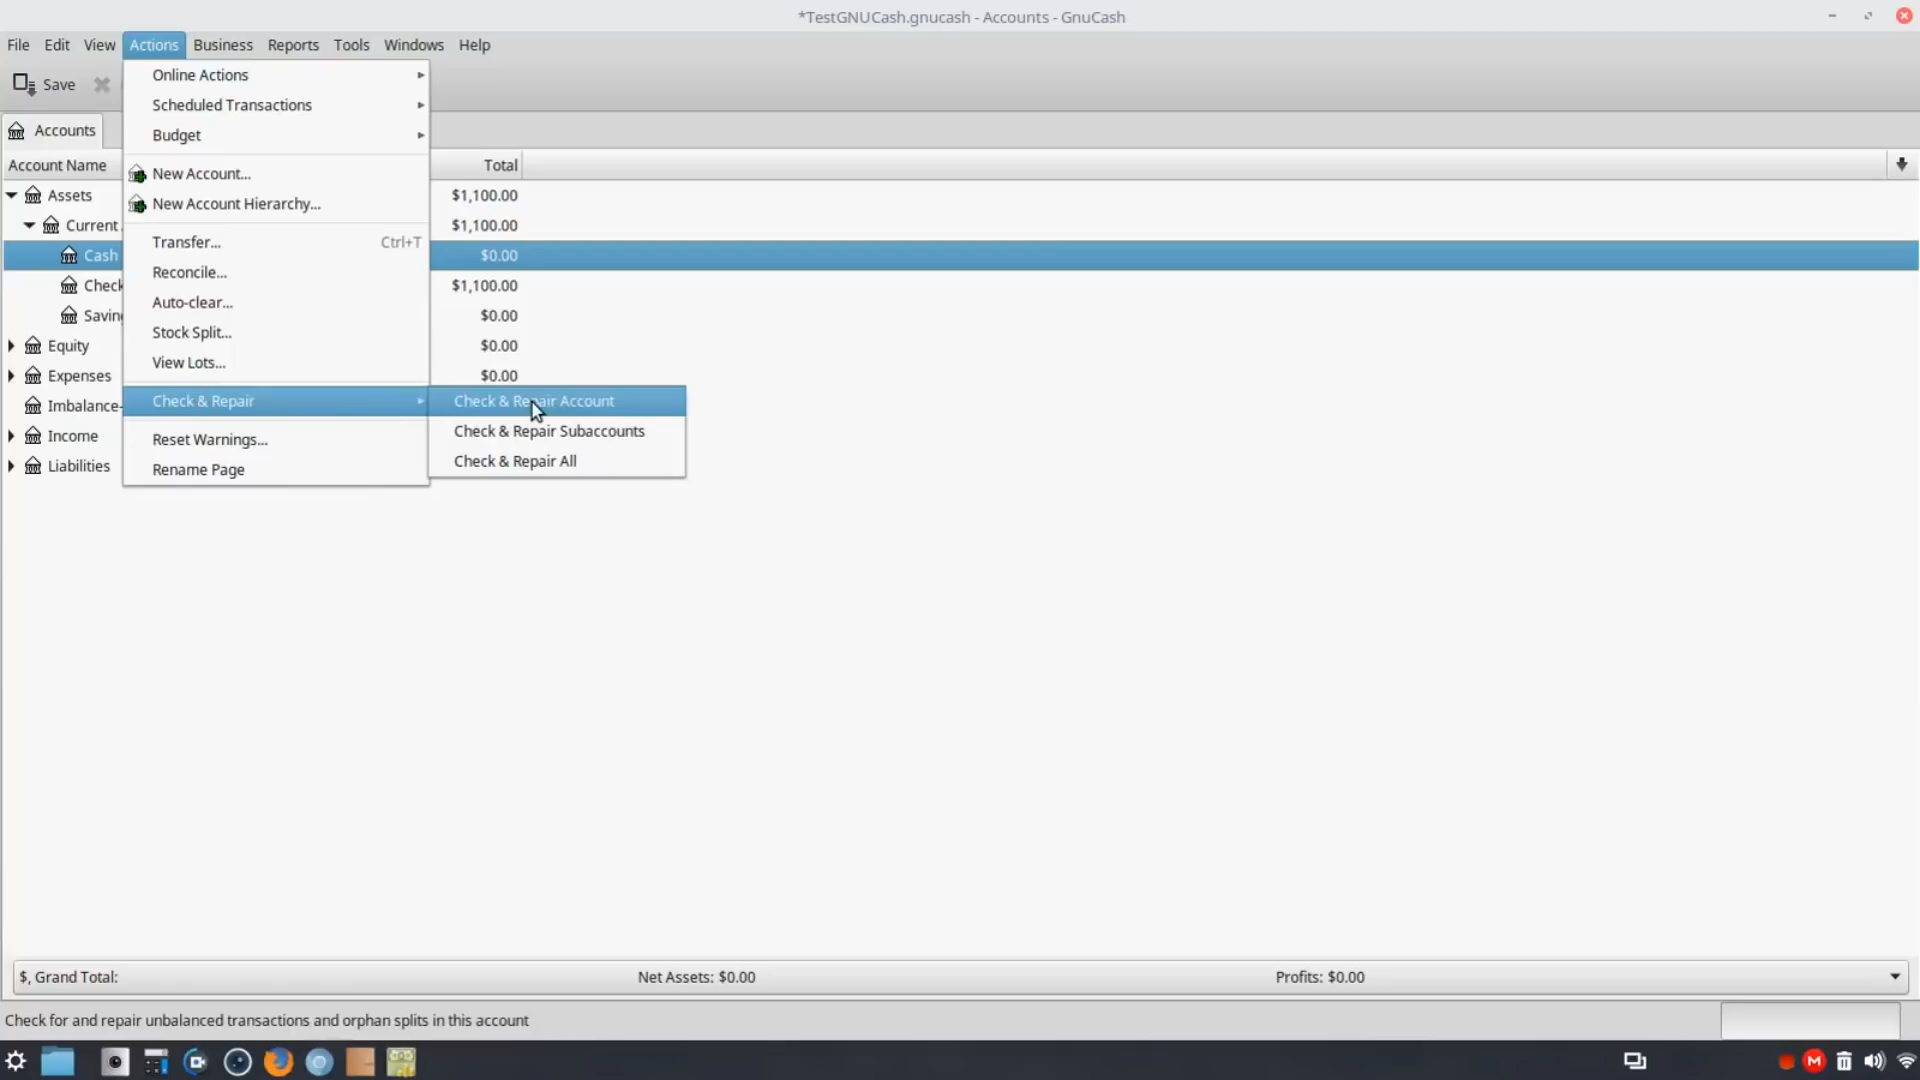 *TestGNUCash.gnucash - Accounts - GnuCash
File Edit View Actions Business Reports Tools Windows Help
Save
Accounts
Account Name
Total
Assets $1,100.00
Current $1,100.00
Cash $0.00
Check $1,100.00
Savin $0.00
Equity $0.00
Expenses $0.00
Imbalance-
Income
Liabilities
Online Actions
Scheduled Transactions
Budget
New Account...
New Account Hierarchy...
Transfer... Ctrl+T
Reconcile...
Auto-clear...
Stock Split...
View Lots...
Check & Repair
Reset Warnings...
Rename Page
Check & Repair Account
Check & Repair Subaccounts
Check & Repair All
$, Grand Total: Net Assets: $0.00 Profits: $0.00
Check for and repair unbalanced transactions and orphan splits in this account